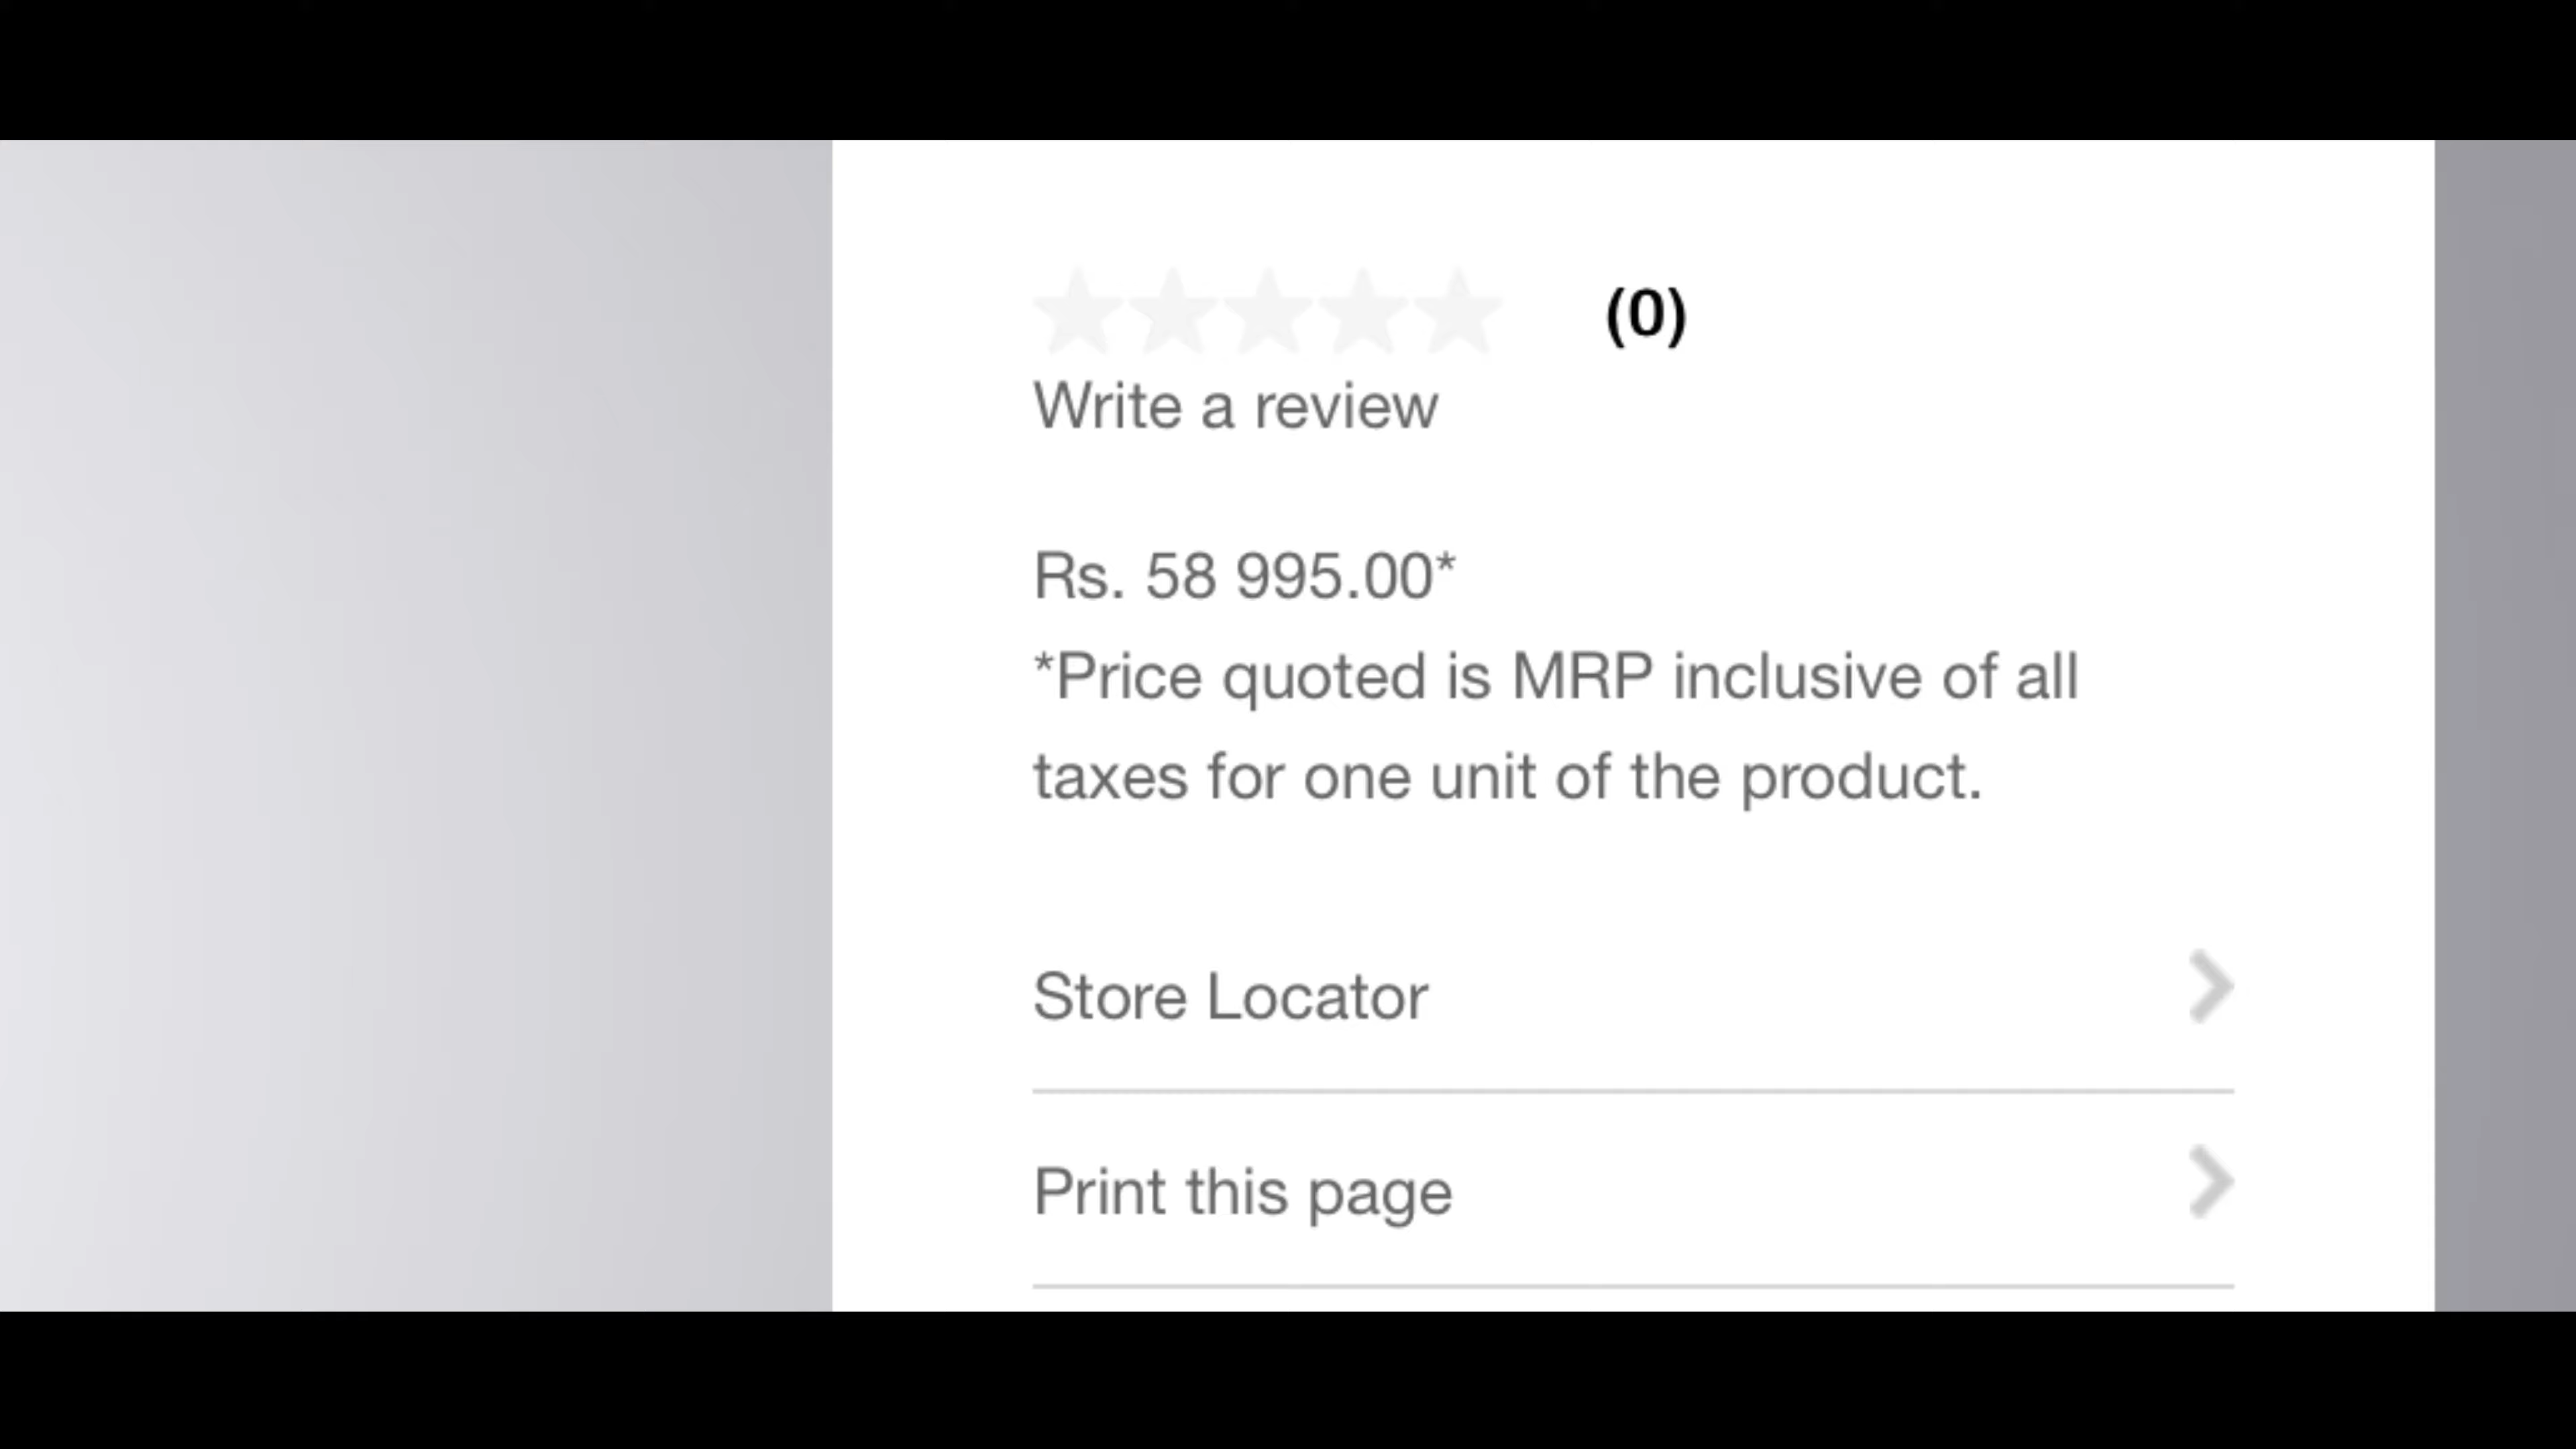 (0)
Write a review
Rs. 58 995.00*
*Price quoted is MRP inclusive of all
taxes for one unit of the product.
Store Locator
Print this page